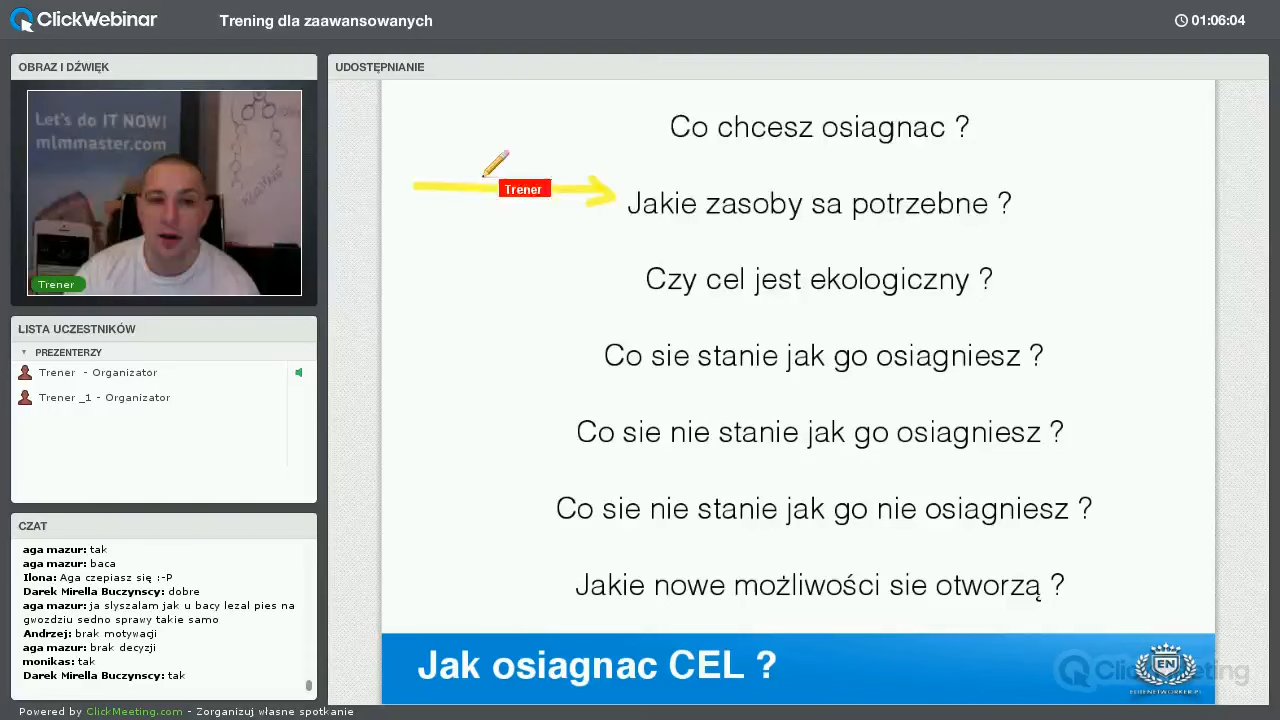 ClickWebinar
Trening dla zaawansowanych
01:06:04
OBRAZ I DŹWIĘK
Let's do IT NOW!
mlmmaster.com
Trener
LISTA UCZESTNIKÓW
PREZENTERZY
Trener - Organizator
Trener _1 - Organizator
CZAT
aga mazur: tak
aga mazur: baca
Ilona: Aga czepiasz się :-P
Darek Mirella Buczynscy: dobre
aga mazur: ja slyszalam jak u bacy lezal pies na
gwozdziu sedno sprawy takie samo
Andrzej: brak motywacji
aga mazur: brak decyzji
monikas: tak
Darek Mirella Buczynscy: tak
UDOSTĘPNIANIE
Co chcesz osiagnac ?
Trener
Jakie zasoby sa potrzebne ?
Czy cel jest ekologiczny ?
Co sie stanie jak go osiagniesz ?
Co sie nie stanie jak go osiagniesz ?
Co sie nie stanie jak go nie osiagniesz ?
Jakie nowe możliwości sie otworzą ?
Jak osiagnac CEL ?
EN
ELITENETWORKER.PL
ClickMeeting
Powered by ClickMeeting.com - Zorganizuj własne spotkanie